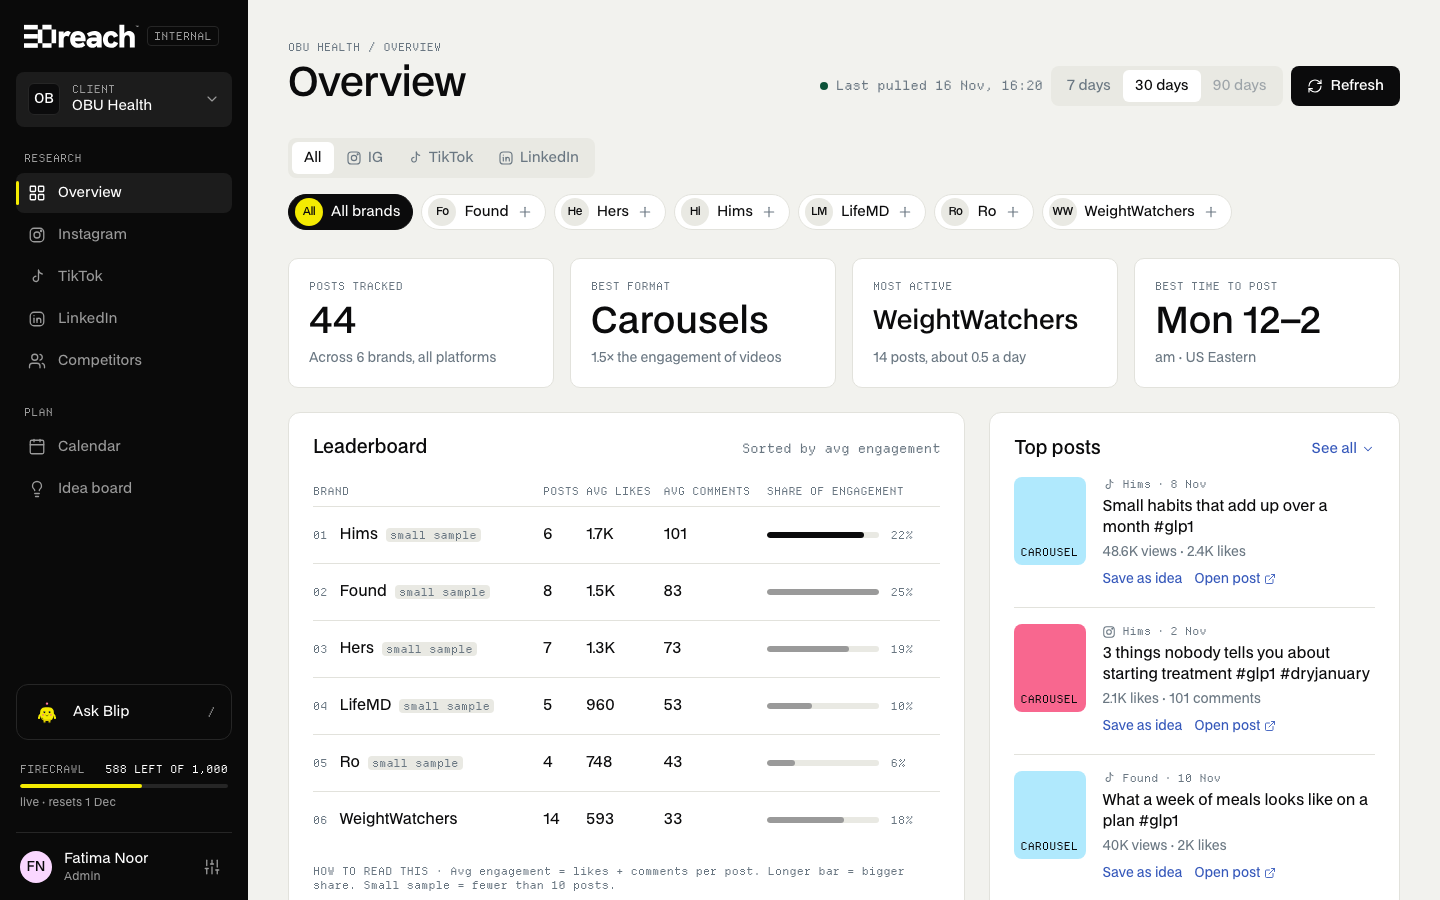 reach
INTERNAL
OB
CLIENT
OBU Health
RESEARCH
Overview
Instagram
TikTok
LinkedIn
Competitors
PLAN
Calendar
Idea board
Ask Blip /
FIRECRAWL 588 LEFT OF 1,000
live · resets 1 Dec
FN
Fatima Noor
Admin
OBU HEALTH / OVERVIEW
Overview
Last pulled 16 Nov, 16:20
7 days 30 days 90 days
Refresh
All IG TikTok LinkedIn
All All brands Fo Found + He Hers + HI Hims + LM LifeMD + Ro Ro + WW WeightWatchers +
POSTS TRACKED
44
Across 6 brands, all platforms
BEST FORMAT
Carousels
1.5× the engagement of videos
MOST ACTIVE
WeightWatchers
14 posts, about 0.5 a day
BEST TIME TO POST
Mon 12–2
am · US Eastern
Leaderboard
Sorted by avg engagement
BRAND POSTS AVG LIKES AVG COMMENTS SHARE OF ENGAGEMENT
01 Hims small sample 6 1.7K 101 22%
02 Found small sample 8 1.5K 83 25%
03 Hers small sample 7 1.3K 73 19%
04 LifeMD small sample 5 960 53 10%
05 Ro small sample 4 748 43 6%
06 WeightWatchers 14 593 33 18%
HOW TO READ THIS · Avg engagement = likes + comments per post. Longer bar = bigger
share. Small sample = fewer than 10 posts.
Top posts
See all
CAROUSEL
Hims · 8 Nov
Small habits that add up over a
month #glp1
48.6K views · 2.4K likes
Save as idea Open post
CAROUSEL
Hims · 2 Nov
3 things nobody tells you about
starting treatment #glp1 #dryjanuary
2.1K likes · 101 comments
Save as idea Open post
CAROUSEL
Found · 10 Nov
What a week of meals looks like on a
plan #glp1
40K views · 2K likes
Save as idea Open post